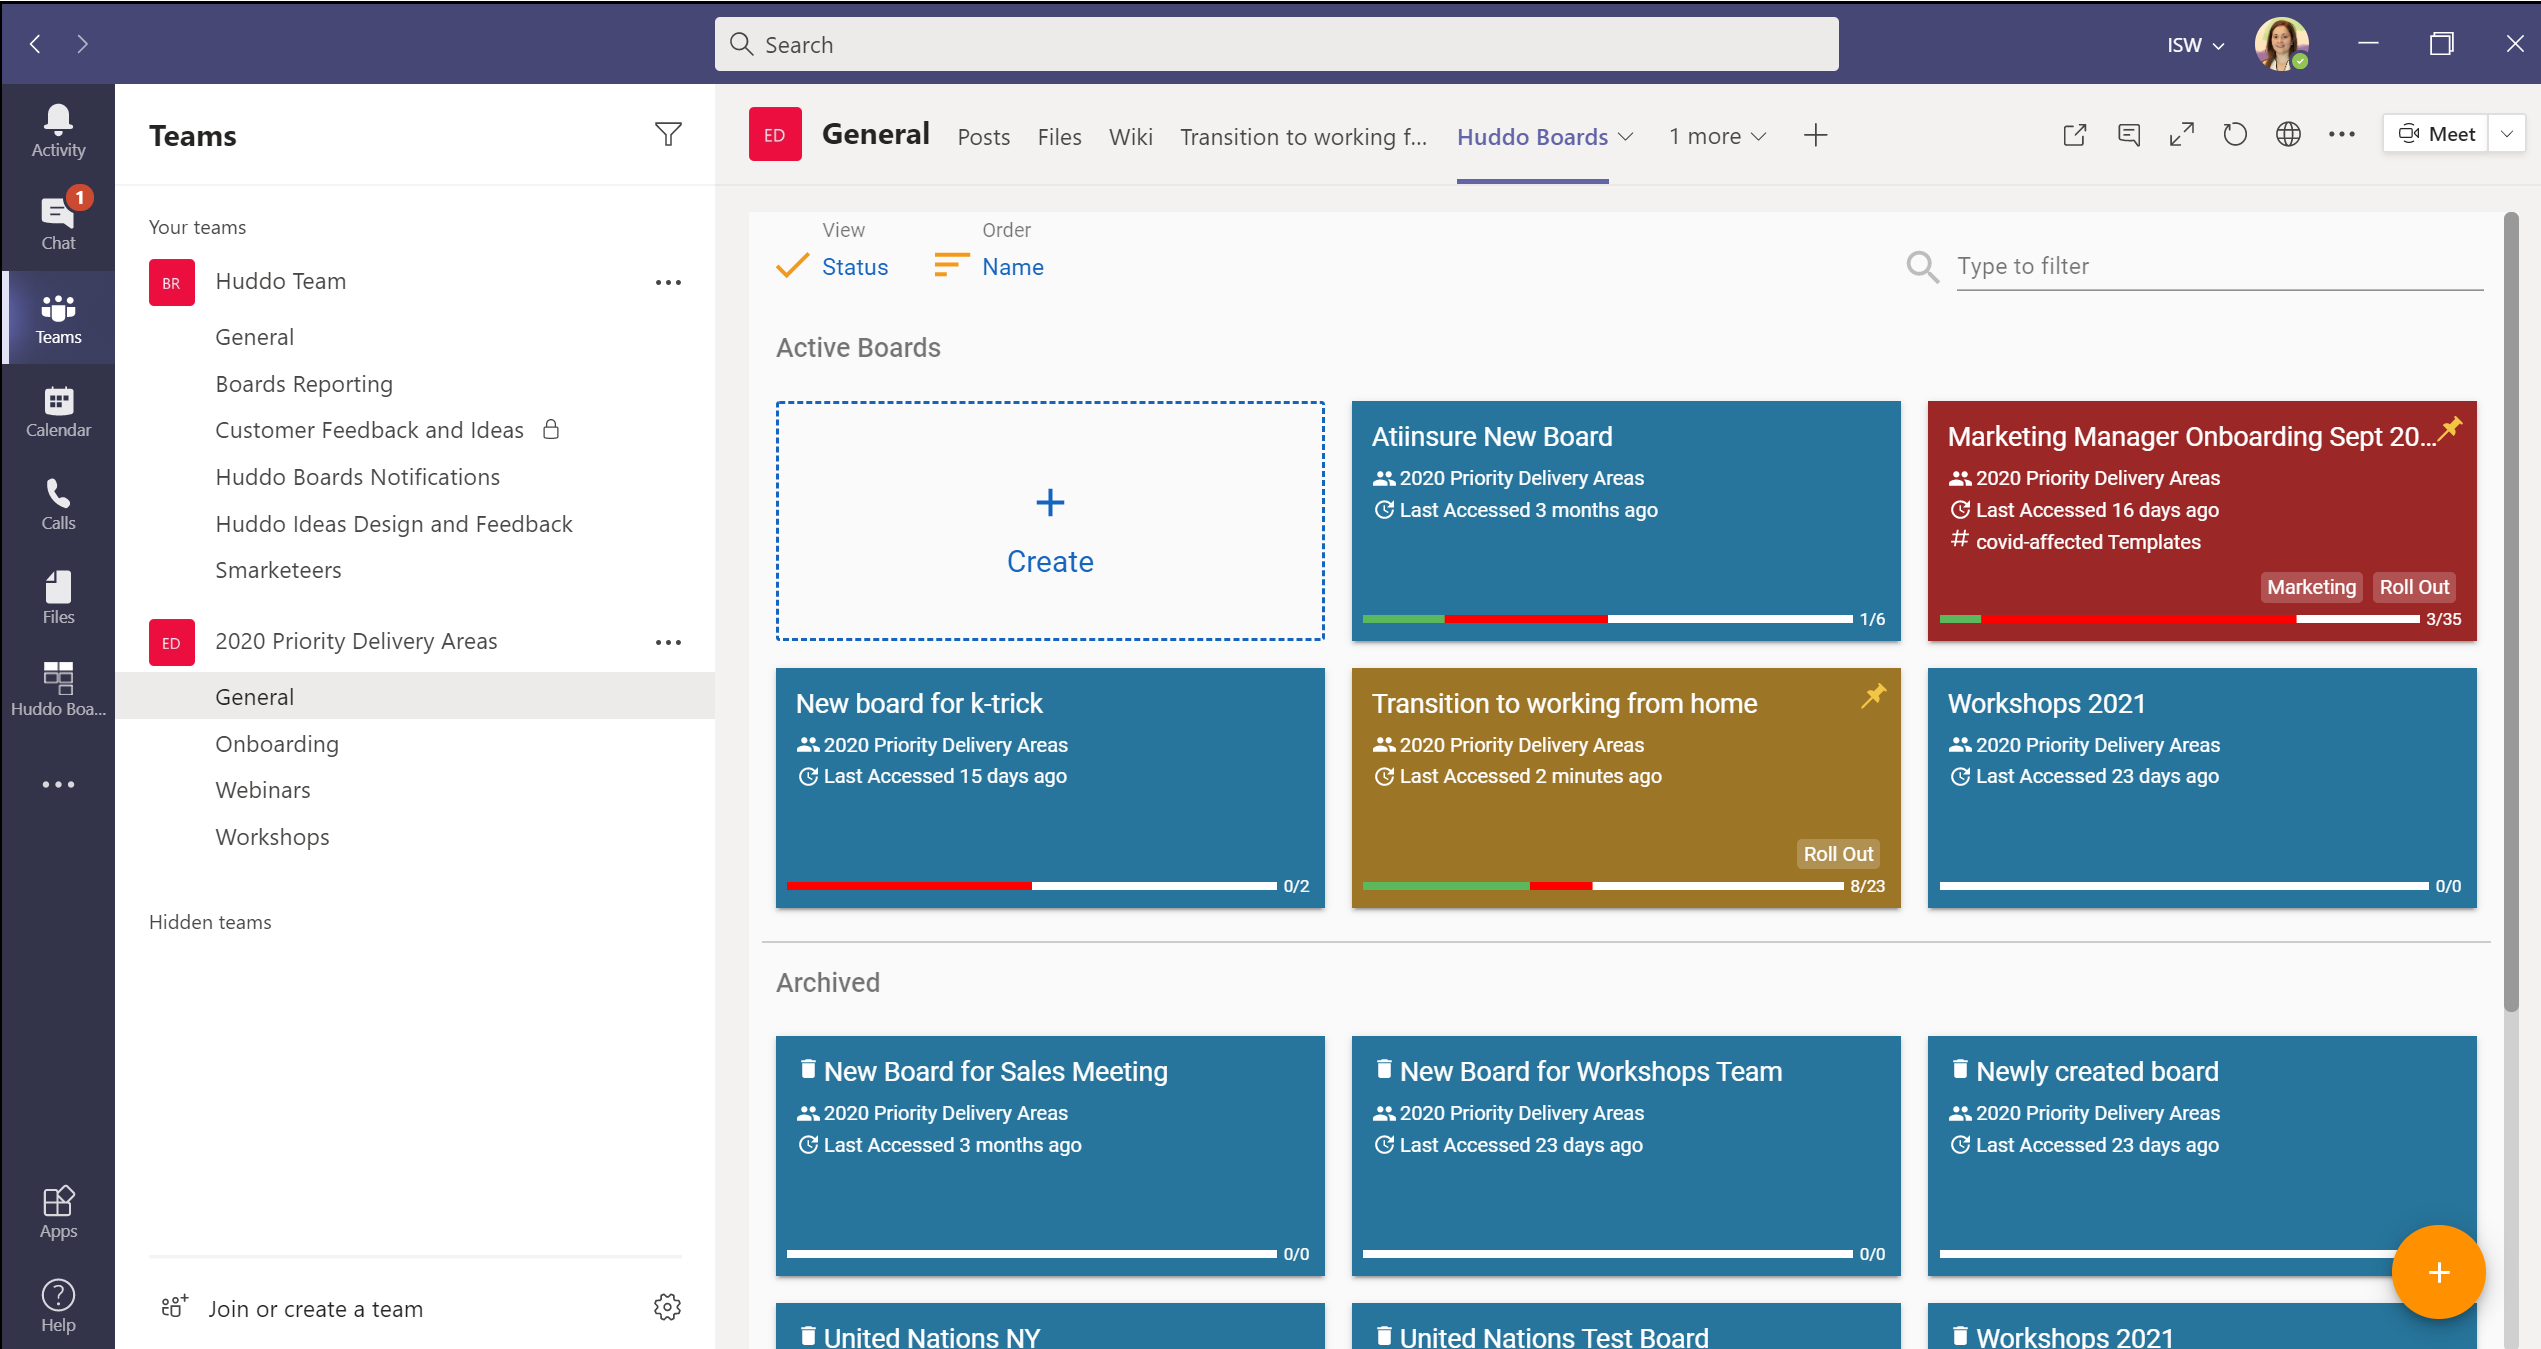 Search
ISW
Activity
1
Chat
Teams
Calendar
Calls
Files
Huddo Boa...
Apps
Help
Teams
Your teams
BR
Huddo Team
General
Boards Reporting
Customer Feedback and Ideas
Huddo Boards Notifications
Huddo Ideas Design and Feedback
Smarketeers
ED
2020 Priority Delivery Areas
General
Onboarding
Webinars
Workshops
Hidden teams
Join or create a team
ED
General
Posts
Files
Wiki
Transition to working f...
Huddo Boards
1 more
Meet
View
Status
Order
Name
Type to filter
Active Boards
Create
Atiinsure New Board
2020 Priority Delivery Areas
Last Accessed 3 months ago
1/6
Marketing Manager Onboarding Sept 20...
2020 Priority Delivery Areas
Last Accessed 16 days ago
# covid-affected Templates
Marketing
Roll Out
3/35
New board for k-trick
2020 Priority Delivery Areas
Last Accessed 15 days ago
0/2
Transition to working from home
2020 Priority Delivery Areas
Last Accessed 2 minutes ago
Roll Out
8/23
Workshops 2021
2020 Priority Delivery Areas
Last Accessed 23 days ago
0/0
Archived
New Board for Sales Meeting
2020 Priority Delivery Areas
Last Accessed 3 months ago
0/0
New Board for Workshops Team
2020 Priority Delivery Areas
Last Accessed 23 days ago
0/0
Newly created board
2020 Priority Delivery Areas
Last Accessed 23 days ago
United Nations NY
United Nations Test Board
Workshops 2021